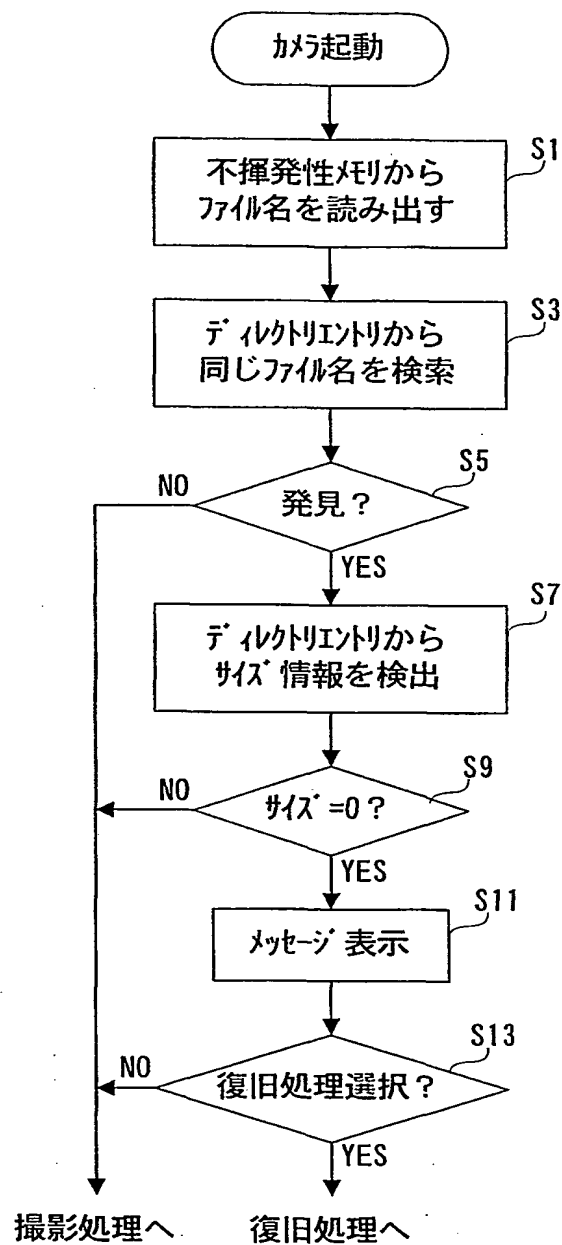 カメラ起動
S1
不揮発性メモリから
ファイル名を読み出す
S3
ディレクトリエントリから
同じファイル名を検索
S5
発見？
NO
YES
S7
ディレクトリエントリから
サイズ情報を検出
S9
サイズ=0？
NO
YES
S11
メッセージ表示
S13
復旧処理選択？
NO
YES
撮影処理へ
復旧処理へ